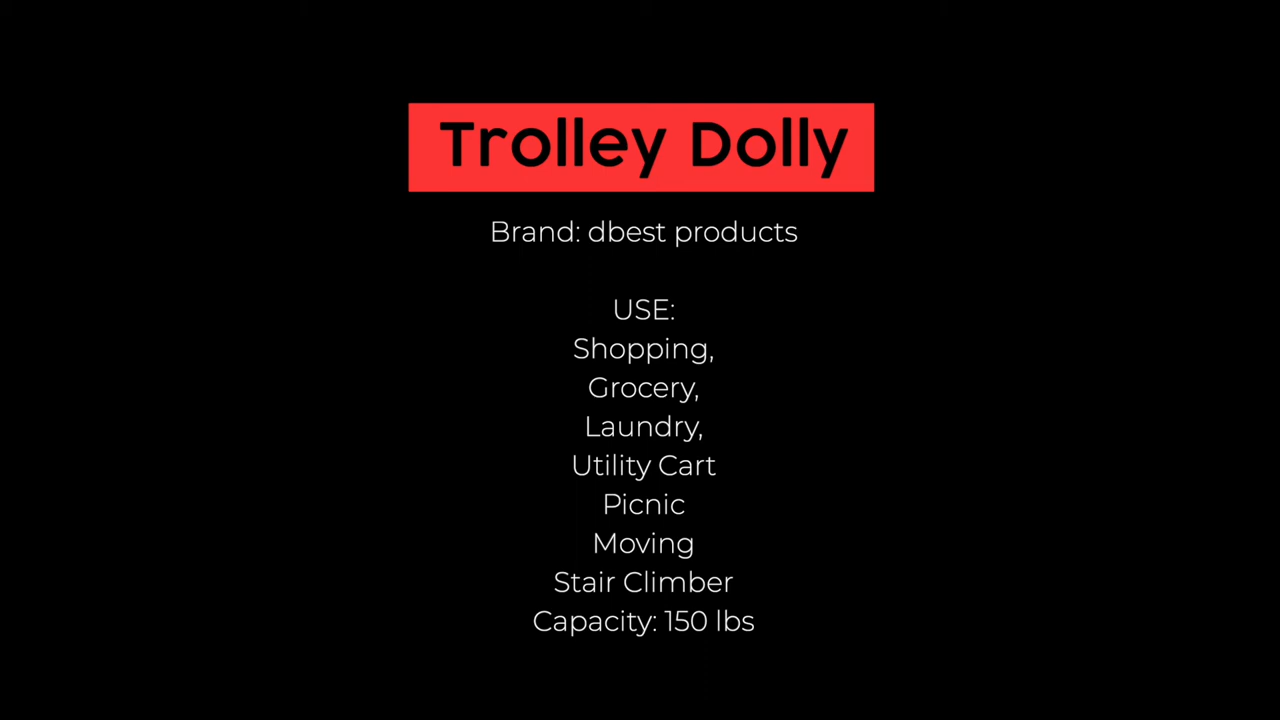 Trolley Dolly
Brand: dbest products
USE:
Shopping,
Grocery,
Laundry,
Utility Cart
Picnic
Moving
Stair Climber
Capacity: 150 lbs